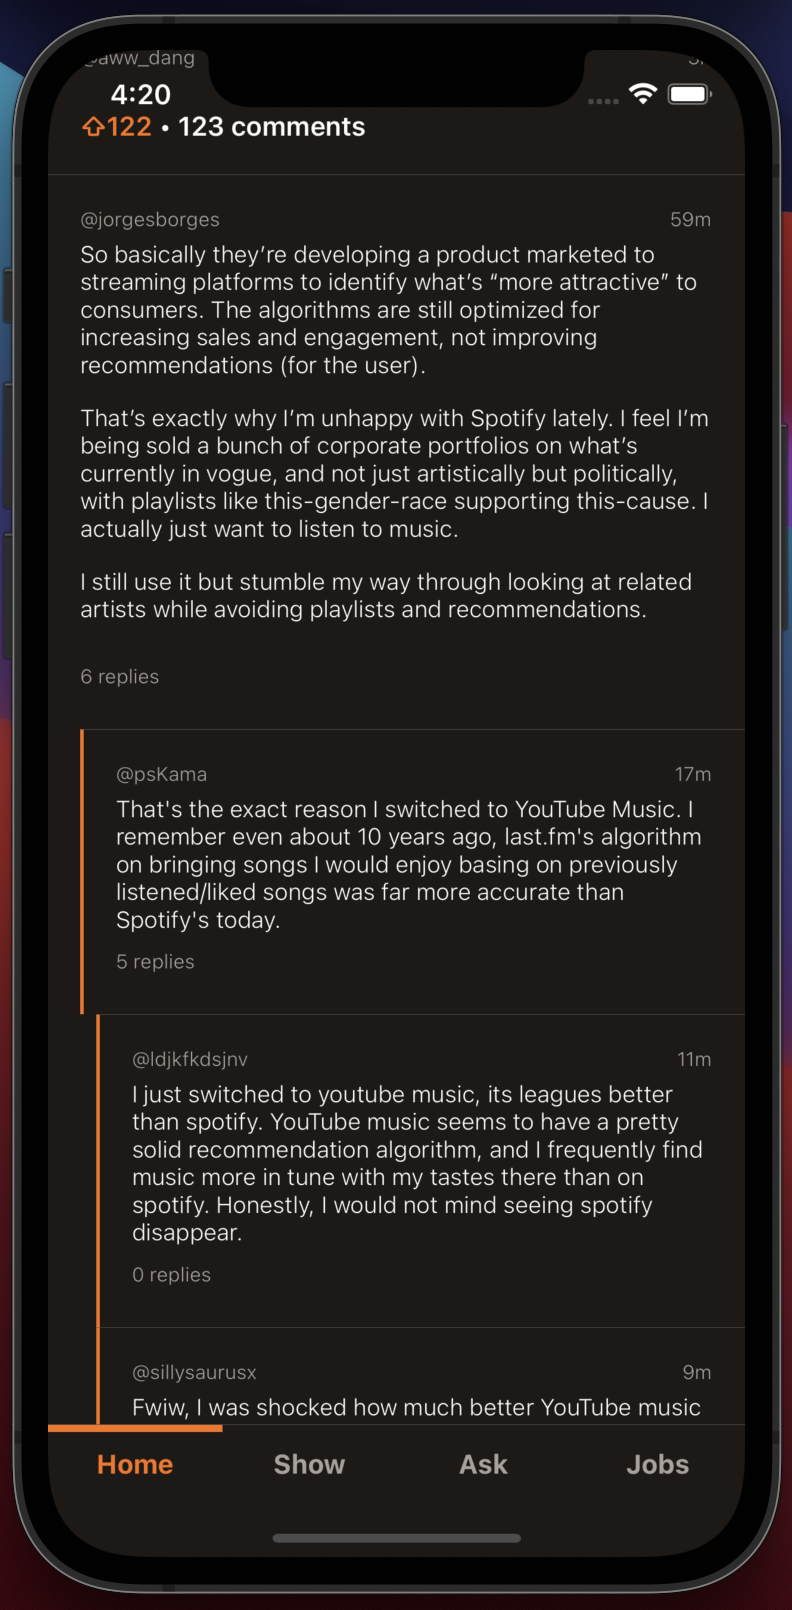 @aww_dang
4:20
122 • 123 comments
@jorgesborges 59m
So basically they’re developing a product marketed to
streaming platforms to identify what’s “more attractive” to
consumers. The algorithms are still optimized for
increasing sales and engagement, not improving
recommendations (for the user).
That’s exactly why I’m unhappy with Spotify lately. I feel I’m
being sold a bunch of corporate portfolios on what’s
currently in vogue, and not just artistically but politically,
with playlists like this-gender-race supporting this-cause. I
actually just want to listen to music.
I still use it but stumble my way through looking at related
artists while avoiding playlists and recommendations.
6 replies
@psKama 17m
That's the exact reason I switched to YouTube Music. I
remember even about 10 years ago, last.fm's algorithm
on bringing songs I would enjoy basing on previously
listened/liked songs was far more accurate than
Spotify's today.
5 replies
@ldjkfkdsjnv 11m
I just switched to youtube music, its leagues better
than spotify. YouTube music seems to have a pretty
solid recommendation algorithm, and I frequently find
music more in tune with my tastes there than on
spotify. Honestly, I would not mind seeing spotify
disappear.
0 replies
@sillysaurusx 9m
Fwiw, I was shocked how much better YouTube music
Home Show Ask Jobs